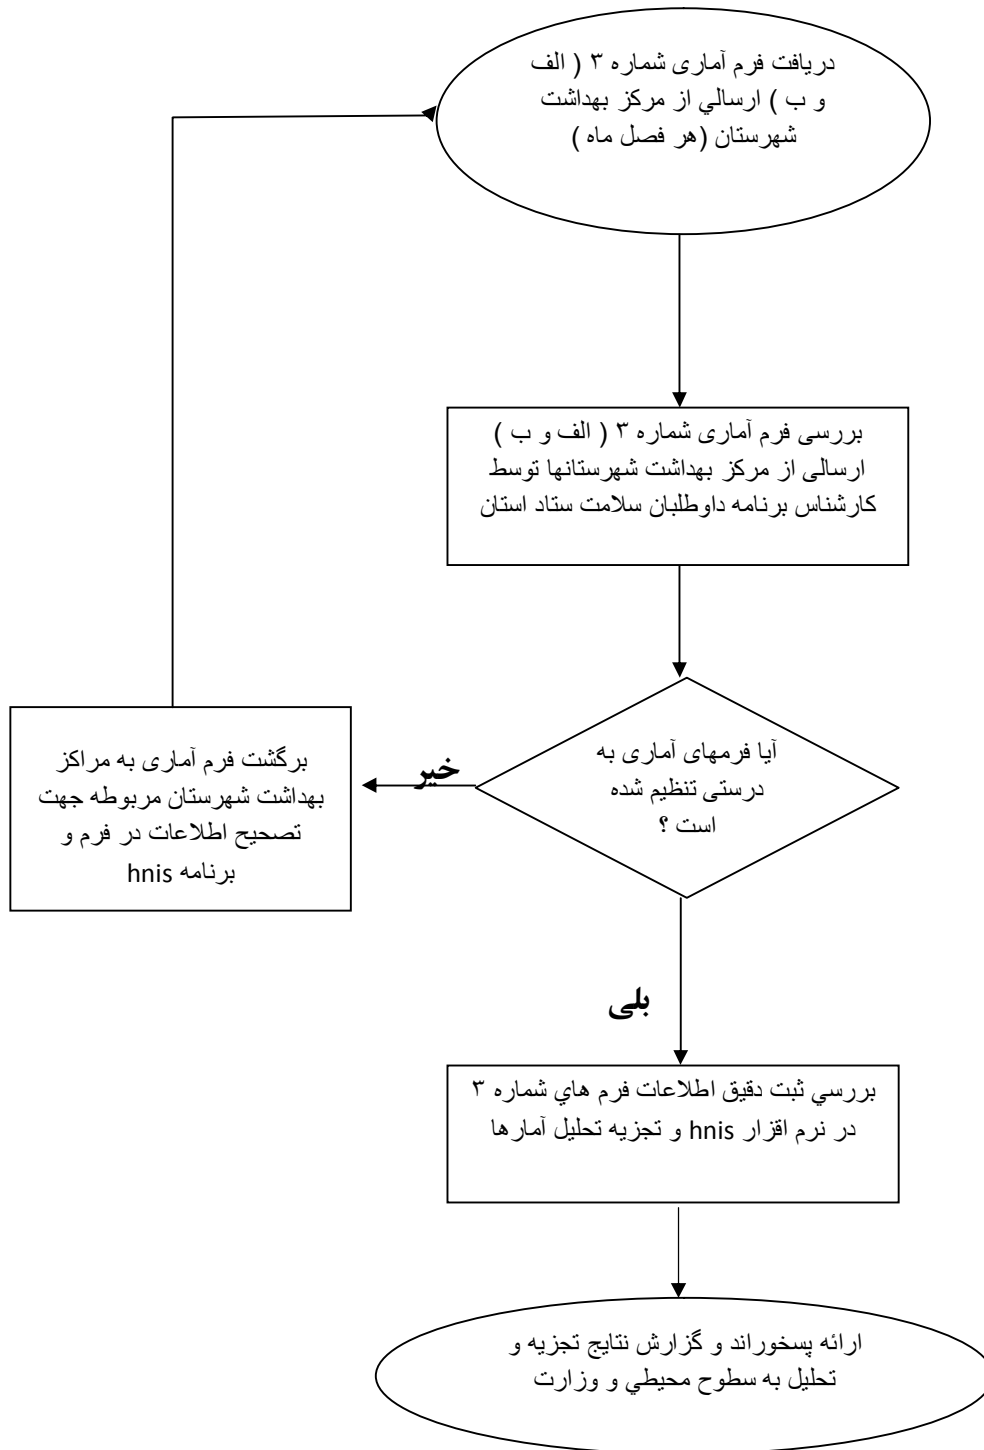 دریافت فرم آماری شماره ۳ ( الف
و ب ) ارسالي از مرکز بهداشت
شهرستان (هر فصل ماه )
بررسی فرم آماری شماره ۳ ( الف و ب )
ارسالی از مرکز بهداشت شهرستانها توسط
کارشناس برنامه داوطلبان سلامت ستاد استان
آیا فرمهای آماری به
درستی تنظیم شده
است ؟
خیر
برگشت فرم آماری به مراکز
بهداشت شهرستان مربوطه جهت
تصحیح اطلاعات در فرم و
برنامه hnis
بلی
بررسي ثبت دقیق اطلاعات فرم هاي شماره ۳
در نرم اقزار hnis و تجزیه تحلیل آمارها
ارائه پسخوراند و گزارش نتایج تجزیه و
تحلیل به سطوح محیطي و وزارت